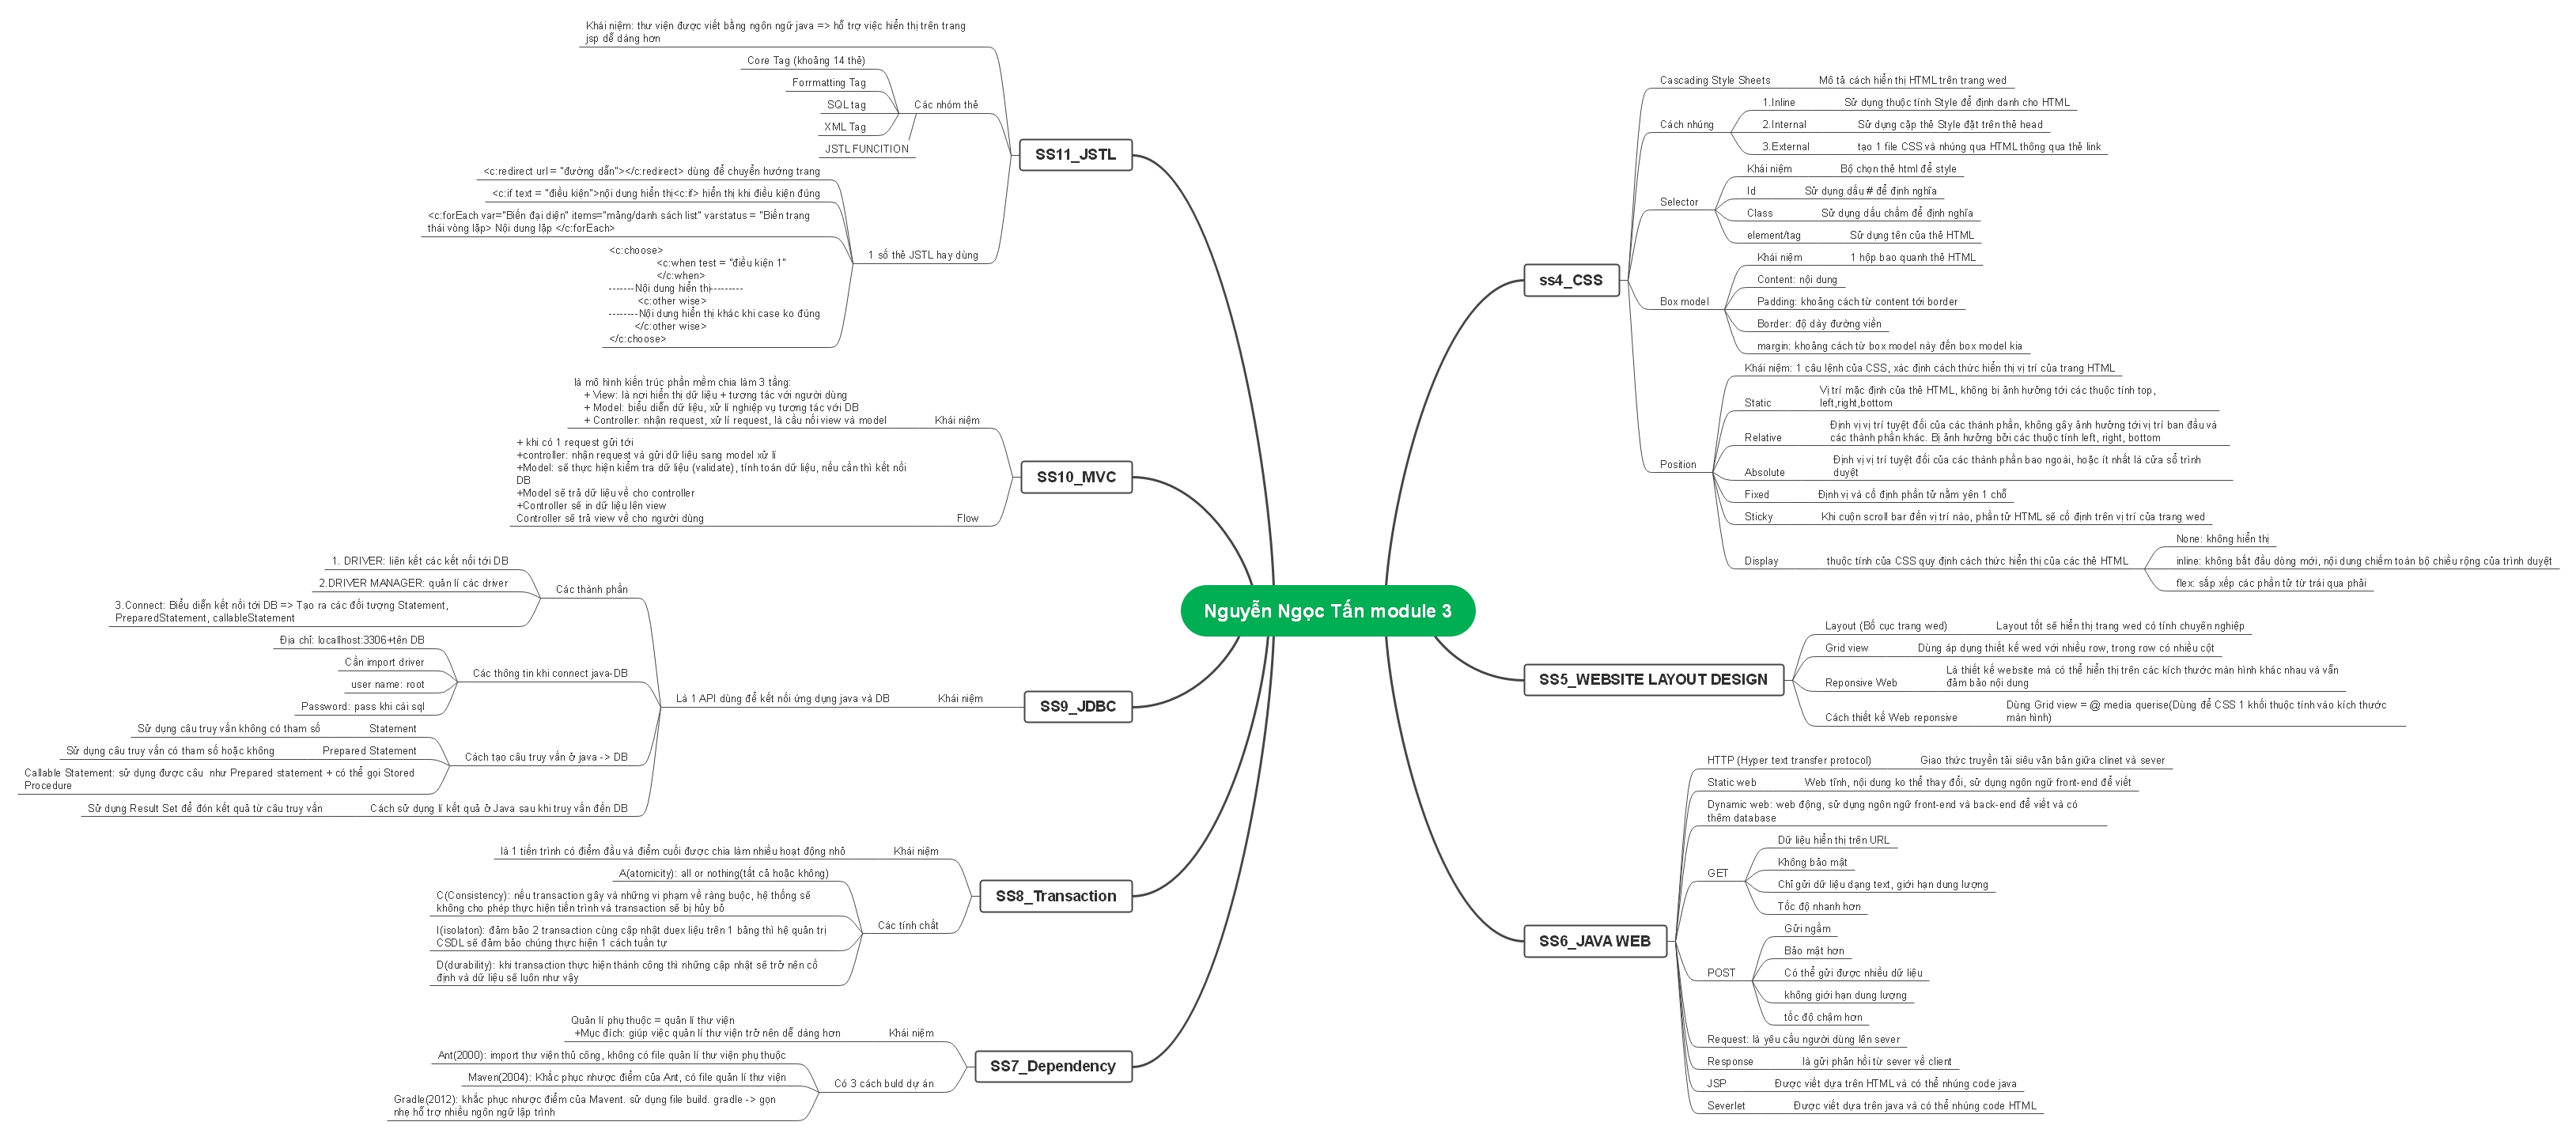 Nguyễn Ngọc Tấn module 3
ss4_CSS
Cascading Style Sheets
Mô tả cách hiển thị HTML trên trang wed
Cách nhúng
1.Inline
Sử dụng thuộc tính Style để định danh cho HTML
2.Internal
Sử dụng cặp thẻ Style đặt trên thẻ head
3.External
tạo 1 file CSS và nhúng qua HTML thông qua thẻ link
Selector
Khái niệm
Bộ chọn thẻ html để style
Id
Sử dụng dấu # để định nghĩa
Class
Sử dụng dấu chấm để định nghĩa
element/tag
Sử dụng tên của thẻ HTML
Box model
Khái niệm
1 hộp bao quanh thẻ HTML
Content: nội dung
Padding: khoảng cách từ content tới border
Border: độ dày đường viền
margin: khoảng cách từ box model này đến box model kia
Position
Khái niệm: 1 câu lệnh của CSS, xác định cách thức hiển thị vị trí của trang HTML
Static
Vị trí mặc định của thẻ HTML, không bị ảnh hưởng tới các thuộc tính top,
left,right,bottom
Relative
Định vị vị trí tuyệt đối của các thành phần, không gây ảnh hưởng tới vị trí ban đầu và
các thành phần khác. Bị ảnh hưởng bởi các thuộc tính left, right, bottom
Absolute
Định vị vị trí tuyệt đối của các thành phần bao ngoài, hoặc ít nhất là cửa sổ trình
duyệt
Fixed
Định vị và cố định phần tử nằm yên 1 chỗ
Sticky
Khi cuộn scroll bar đến vị trí nào, phần tử HTML sẽ cố định trên vị trí của trang wed
Display
thuộc tính của CSS quy định cách thức hiển thị của các thẻ HTML
None: không hiển thị
inline: không bắt đầu dòng mới, nội dung chiếm toàn bộ chiều rộng của trình duyệt
flex: sắp xếp các phần tử từ trái qua phải
SS5_WEBSITE LAYOUT DESIGN
Layout (Bố cục trang wed)
Layout tốt sẽ hiển thị trang wed có tính chuyên nghiệp
Grid view
Dùng áp dụng thiết kế wed với nhiều row, trong row có nhiều cột
Reponsive Web
Là thiết kế website mà có thể hiển thị trên các kích thước màn hình khác nhau và vẫn
đảm bảo nội dung
Cách thiết kế Web reponsive
Dùng Grid view = @ media querise(Dùng để CSS 1 khối thuộc tính vào kích thước
màn hình)
SS6_JAVA WEB
HTTP (Hyper text transfer protocol)
Giao thức truyền tải siêu văn bản giữa clinet và sever
Static web
Web tĩnh, nội dung ko thể thay đổi, sử dụng ngôn ngữ front-end để viết
Dynamic web: web động, sử dụng ngôn ngữ front-end và back-end để viết và có
thêm database
GET
Dữ liệu hiển thị trên URL
Không bảo mật
Chỉ gửi dữ liệu dạng text, giới hạn dung lượng
Tốc độ nhanh hơn
POST
Gửi ngầm
Bảo mật hơn
Có thể gửi được nhiều dữ liệu
không giới hạn dung lượng
tốc độ chậm hơn
Request: là yêu cầu người dùng lên sever
Response
là gửi phản hồi từ sever về client
JSP
Được viết dựa trên HTML và có thể nhúng code java
Severlet
Được viết dựa trên java và có thể nhúng code HTML
SS11_JSTL
Khái niệm: thư viện được viết bằng ngôn ngữ java => hỗ trợ việc hiển thị trên trang
jsp dễ dàng hơn
Các nhóm thẻ
Core Tag (khoảng 14 thẻ)
Forrmatting Tag
SQL tag
XML Tag
JSTL FUNCITION
1 số thẻ JSTL hay dùng
<c:redirect url = "đường dẫn"></c:redirect> dùng để chuyển hướng trang
<c:if text = "điều kiện">nội dung hiển thị<c:if> hiển thị khi điều kiện đúng
<c:forEach var="Biến đại diện" items="mảng/danh sách list" varstatus = "Biến trạng
thái vòng lặp> Nội dung lặp </c:forEach>
<c:choose>
<c:when test = "điều kiện 1"
</c:when>
-------Nội dung hiển thị---------
<c:other wise>
--------Nội dung hiển thị khác khi case ko đúng
</c:other wise>
</c:choose>
SS10_MVC
Khái niệm
là mô hình kiến trúc phần mềm chia làm 3 tầng:
+ View: là nơi hiển thị dữ liệu + tương tác với người dùng
+ Model: biểu diễn dữ liệu, xử lí nghiệp vụ tương tác với DB
+ Controller: nhận request, xử lí request, là cầu nối view và model
Flow
+ khi có 1 request gửi tới
+controller: nhận request và gửi dữ liệu sang model xử lí
+Model: sẽ thực hiện kiểm tra dữ liệu (validate), tính toán dữ liệu, nếu cần thì kết nối
DB
+Model sẽ trả dữ liệu về cho controller
+Controller sẽ in dữ liệu lên view
Controller sẽ trả view về cho người dùng
SS9_JDBC
Khái niệm
Là 1 API dùng để kết nối ứng dụng java và DB
Các thành phần
1. DRIVER: liên kết các kết nối tới DB
2.DRIVER MANAGER: quản lí các driver
3.Connect: Biểu diễn kết nối tới DB => Tạo ra các đối tượng Statement,
PreparedStatement, callableStatement
Các thông tin khi connect java-DB
Địa chỉ: locallhost:3306+tên DB
Cần import driver
user name: root
Password: pass khi cài sql
Cách tạo câu truy vấn ở java -> DB
Statement
Sử dụng câu truy vấn không có tham số
Prepared Statement
Sử dụng câu truy vấn có tham số hoặc không
Callable Statement: sử dụng được câu như Prepared statement + có thể gọi Stored
Procedure
Cách sử dụng lí kết quả ở Java sau khi truy vấn đến DB
Sử dụng Result Set để đón kết quả từ câu truy vấn
SS8_Transaction
Khái niệm
là 1 tiến trình có điểm đầu và điểm cuối được chia làm nhiều hoạt động nhỏ
Các tính chất
A(atomicity): all or nothing(tất cả hoặc không)
C(Consistency): nếu transaction gây và những vi phạm về ràng buộc, hệ thống sẽ
không cho phép thực hiện tiến trình và transaction sẽ bị hủy bỏ
I(isolaton): đảm bảo 2 transaction cùng cập nhật duex liệu trên 1 bảng thì hệ quản trị
CSDL sẽ đảm bảo chúng thực hiện 1 cách tuần tự
D(durability): khi transaction thực hiện thành công thì những cập nhật sẽ trở nên cố
định và dữ liệu sẽ luôn như vậy
SS7_Dependency
Khái niệm
Quản lí phụ thuộc = quản lí thư viện
+Mục đích: giúp việc quản lí thư viện trở nên dễ dàng hơn
Có 3 cách buld dự án
Ant(2000): import thư viện thủ công, không có file quản lí thư viện phụ thuộc
Maven(2004): Khắc phục nhược điểm của Ant, có file quản lí thư viện
Gradle(2012): khắc phục nhược điểm của Mavent. sử dụng file build. gradle -> gọn
nhẹ hỗ trợ nhiều ngôn ngữ lập trình